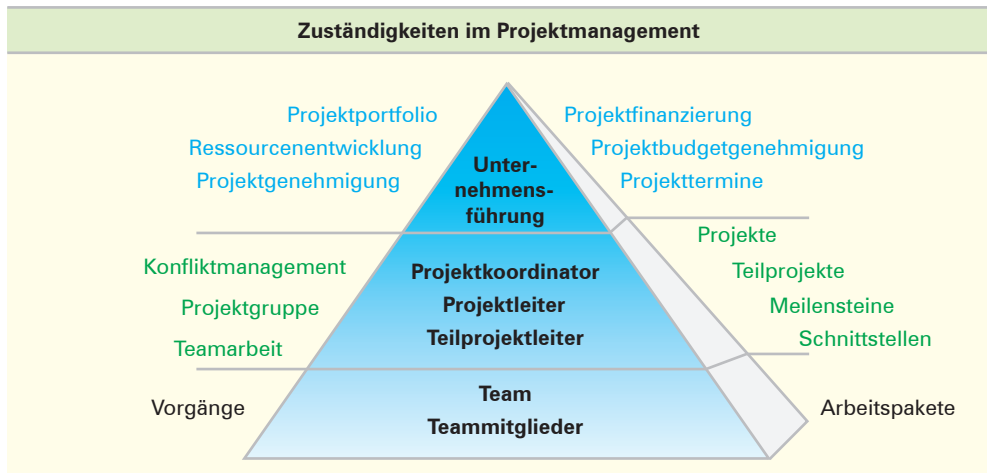 Zuständigkeiten im Projektmanagement
Projektportfolio
Ressourcenentwicklung
Projektgenehmigung
Unter-
nehmens-
führung
Projektfinanzierung
Projektbudgetgenehmigung
Projekttermine
Konfliktmanagement
Projektgruppe
Teamarbeit
Projektkoordinator
Projektleiter
Teilprojektleiter
Projekte
Teilprojekte
Meilensteine
Schnittstellen
Vorgänge
Team
Teammitglieder
Arbeitspakete